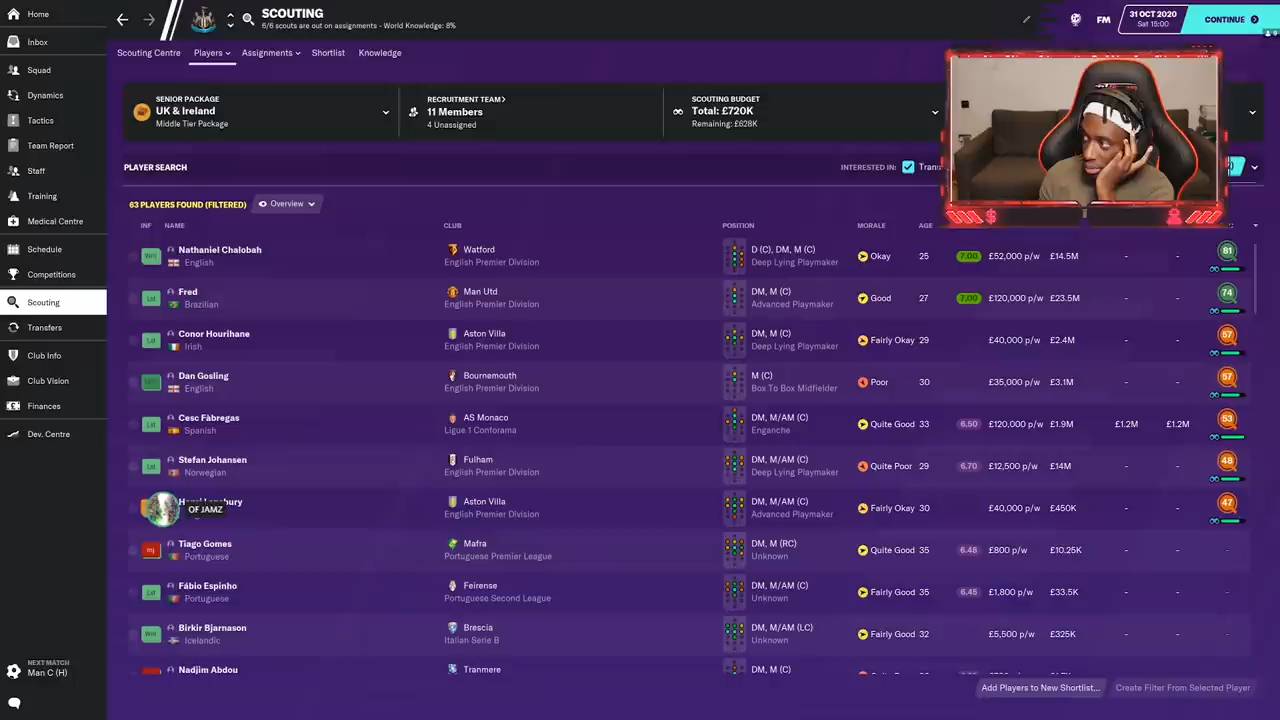 Home
SCOUTING
6/6 scouts are out on assignments - World Knowledge: 8%
FM
31 OCT 2020
Sat 15:00
CONTINUE
Inbox
Scouting Centre
Players
Assignments
Shortlist
Knowledge
Squad
Dynamics
Tactics
Team Report
Staff
Training
Medical Centre
Schedule
Competitions
Scouting
Transfers
Club Info
Club Vision
Finances
Dev. Centre
NEXT MATCH
Man C (H)
SENIOR PACKAGE
UK & Ireland
Middle Tier Package
RECRUITMENT TEAM
11 Members
4 Unassigned
SCOUTING BUDGET
Total: £720K
Remaining: £628K
PLAYER SEARCH
INTERESTED IN:
63 PLAYERS FOUND (FILTERED)
Overview
INF NAME CLUB POSITION MORALE AGE
Wnt Nathaniel Chalobah Watford D (C), DM, M (C) Okay 25 7.00 £52,000 p/w £14.5M - - 81
English English Premier Division Deep Lying Playmaker
Lst Fred Man Utd DM, M (C) Good 27 7.00 £120,000 p/w £23.5M - - 74
Brazilian English Premier Division Advanced Playmaker
Lst Conor Hourihane Aston Villa DM, M (C) Fairly Okay 29 £40,000 p/w £2.4M - - 57
Irish English Premier Division Deep Lying Playmaker
Dan Gosling Bournemouth M (C) Poor 30 £35,000 p/w £3.1M - - 57
English English Premier Division Box To Box Midfielder
Lst Cesc Fàbregas AS Monaco DM, M/AM (C) Quite Good 33 6.50 £120,000 p/w £1.9M £1.2M £1.2M 53
Spanish Ligue 1 Conforama Enganche
Lst Stefan Johansen Fulham DM, M/AM (C) Quite Poor 29 6.70 £12,500 p/w £14M - - 48
Norwegian English Premier Division Deep Lying Playmaker
OF JAMZ Aston Villa DM, M/AM (C) Fairly Okay 30 £40,000 p/w £450K - - 47
English Premier Division Advanced Playmaker
Inj Tiago Gomes Mafra DM, M (RC) Quite Good 35 6.48 £800 p/w £10.25K - - -
Portuguese Portuguese Premier League Unknown
Lst Fábio Espinho Feirense DM, M/AM (C) Fairly Good 35 6.45 £1,800 p/w £33.5K - - -
Portuguese Portuguese Second League Unknown
Wnt Birkir Bjarnason Brescia DM, M/AM (LC) Fairly Good 32 £5,500 p/w £325K - - -
Icelandic Italian Serie B Unknown
Nadjim Abdou Tranmere DM, M (C)
Add Players to New Shortlist...
Create Filter From Selected Player